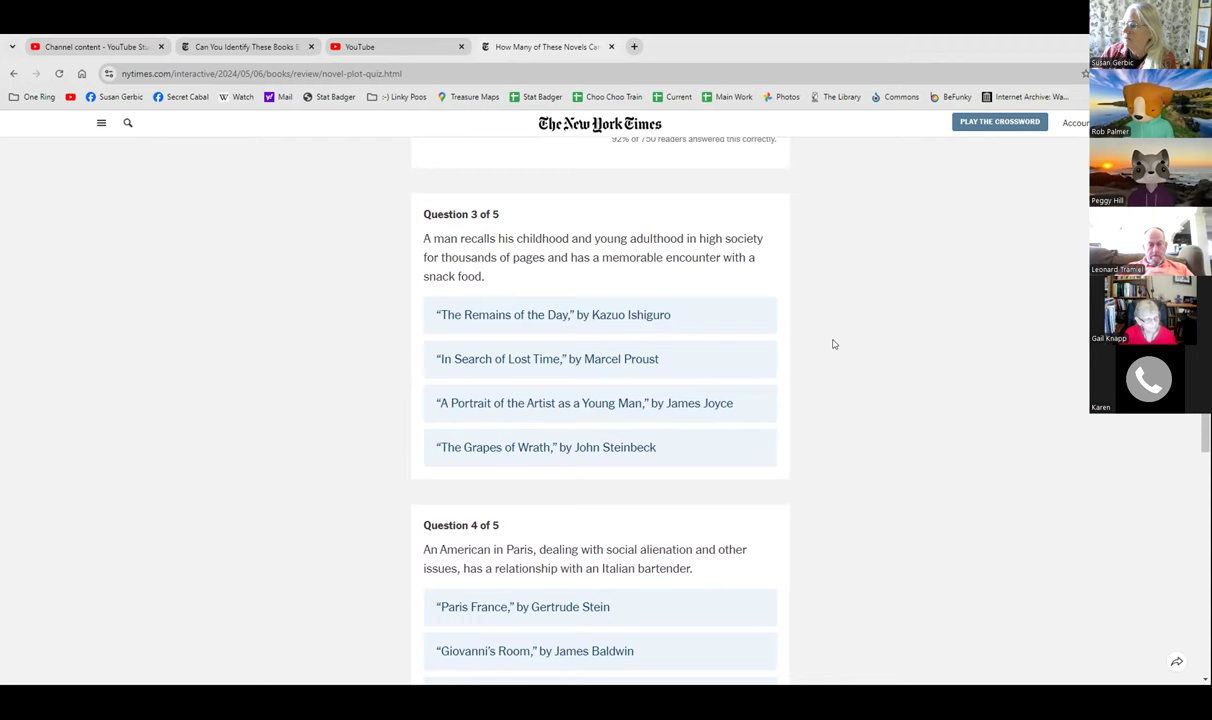 Channel content - YouTube Stu
Can You Identify These Books B
YouTube
How Many of These Novels Can
nytimes.com/interactive/2024/05/06/books/review/novel-plot-quiz.html
One Ring
Susan Gerbic
Secret Cabal
Watch
Mail
Stat Badger
:-) Linky Poos
Treasure Maps
Stat Badger
Choo Choo Train
Current
Main Work
Photos
The Library
Commons
BeFunky
Internet Archive: Wa...
The New York Times
PLAY THE CROSSWORD
Accoun
92% of 750 readers answered this correctly.
Question 3 of 5
A man recalls his childhood and young adulthood in high society
for thousands of pages and has a memorable encounter with a
snack food.
“The Remains of the Day,” by Kazuo Ishiguro
“In Search of Lost Time,” by Marcel Proust
“A Portrait of the Artist as a Young Man,” by James Joyce
“The Grapes of Wrath,” by John Steinbeck
Question 4 of 5
An American in Paris, dealing with social alienation and other
issues, has a relationship with an Italian bartender.
“Paris France,” by Gertrude Stein
“Giovanni’s Room,” by James Baldwin
Susan Gerbic
Rob Palmer
Peggy Hill
Leonard Tramiel
Gail Knapp
Karen